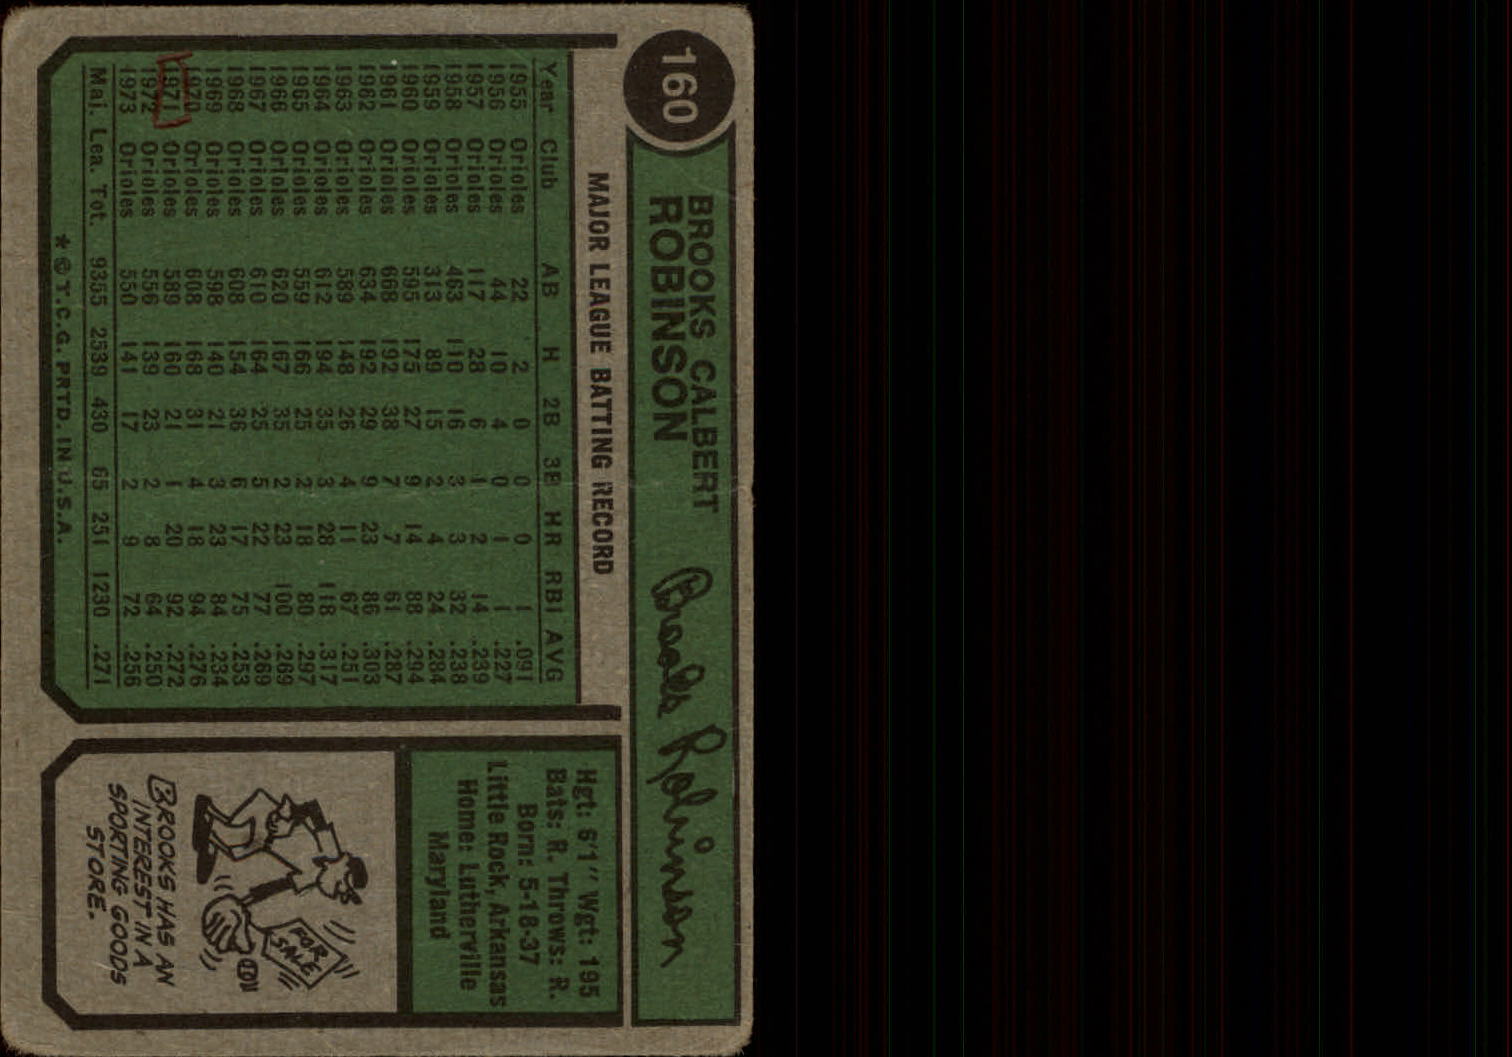 160
BROOKS CALBERT
ROBINSON
Brooks Robinson
MAJOR LEAGUE BATTING RECORD
Year Club AB H 2B 3B HR RBI AVG
1955 Orioles 22 2 0 0 0 1 .091
1956 Orioles 44 10 4 0 1 1 .227
1957 Orioles 117 28 6 1 2 14 .239
1958 Orioles 463 110 16 3 3 32 .238
1959 Orioles 313 89 15 2 4 24 .284
1960 Orioles 595 175 27 9 14 88 .294
1961 Orioles 668 192 38 7 7 61 .287
1962 Orioles 634 192 29 9 23 86 .303
1963 Orioles 589 148 26 4 11 67 .251
1964 Orioles 612 194 35 3 28 118 .317
1965 Orioles 559 166 25 2 18 80 .297
1966 Orioles 620 167 35 2 23 100 .269
1967 Orioles 610 164 25 5 22 77 .269
1968 Orioles 608 154 36 6 17 75 .253
1969 Orioles 598 140 21 3 23 84 .234
1970 Orioles 608 168 31 4 18 94 .276
1971 Orioles 589 160 21 1 20 92 .272
1972 Orioles 556 139 23 2 8 64 .250
1973 Orioles 550 141 17 2 9 72 .256
Maj. Lea. Tot. 9355 2539 430 65 251 1230 .271
* © T.C.G. PRTD. IN U.S.A.
Hgt: 6'1" Wgt: 195
Bats: R. Throws: R.
Born: 5-18-37
Little Rock, Arkansas
Home: Lutherville
Maryland
FOR
SALE
BROOKS HAS AN
INTEREST IN A
SPORTING GOODS
STORE.